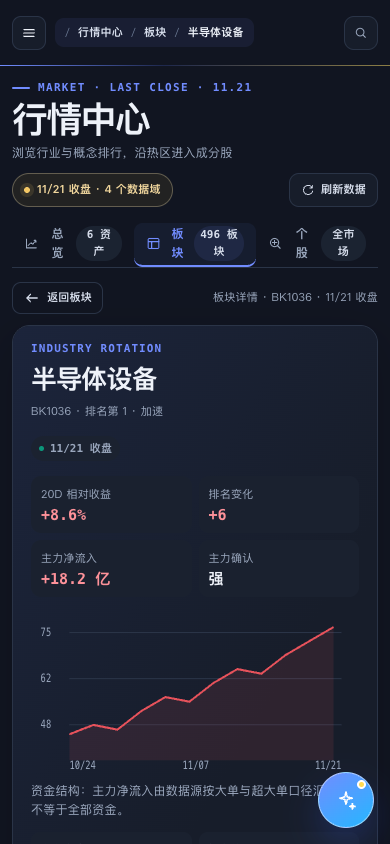 / 行情中心 / 板块 / 半导体设备
MARKET · LAST CLOSE · 11.21
行情中心
浏览行业与概念排行，沿热区进入成分股
11/21 收盘 · 4 个数据域
刷新数据
总览 6 资产
板块 496 板块
个股 全市场
返回板块
板块详情 · BK1036 · 11/21 收盘
INDUSTRY ROTATION
半导体设备
BK1036 · 排名第 1 · 加速
11/21 收盘
20D 相对收益
+8.6%
排名变化
+6
主力净流入
+18.2 亿
主力确认
强
75
62
48
10/24 11/07 11/21
资金结构：主力净流入由数据源按大单与超大单口径
不等于全部资金。